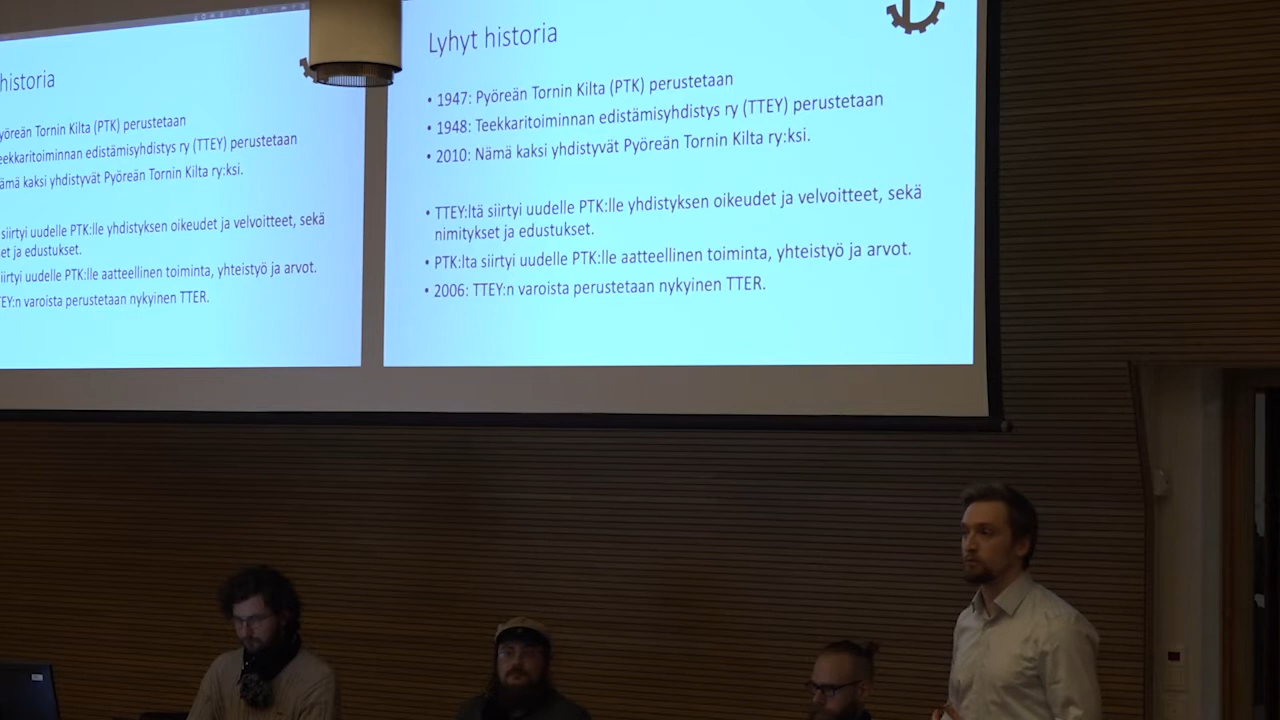 historia
yöreän Tornin Kilta (PTK) perustetaan
eekkaritoiminnan edistämisyhdistys ry (TTEY) perustetaan
ämä kaksi yhdistyvät Pyöreän Tornin Kilta ry:ksi.
siirtyi uudelle PTK:lle yhdistyksen oikeudet ja velvoitteet, sekä
et ja edustukset.
iirtyi uudelle PTK:lle aatteellinen toiminta, yhteistyö ja arvot.
EY:n varoista perustetaan nykyinen TTER.
Lyhyt historia
• 1947: Pyöreän Tornin Kilta (PTK) perustetaan
• 1948: Teekkaritoiminnan edistämisyhdistys ry (TTEY) perustetaan
• 2010: Nämä kaksi yhdistyvät Pyöreän Tornin Kilta ry:ksi.
• TTEY:ltä siirtyi uudelle PTK:lle yhdistyksen oikeudet ja velvoitteet, sekä
nimitykset ja edustukset.
• PTK:lta siirtyi uudelle PTK:lle aatteellinen toiminta, yhteistyö ja arvot.
• 2006: TTEY:n varoista perustetaan nykyinen TTER.